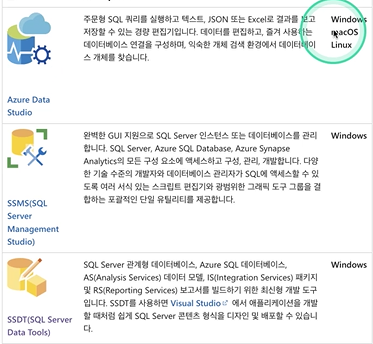 주문형 SQL 쿼리를 실행하고 텍스트, JSON 또는 Excel로 결과를 보고
저장할 수 있는 경량 편집기입니다. 데이터를 편집하고, 즐겨 사용하는
데이터베이스 연결을 구성하며, 익숙한 개체 검색 환경에서 데이터베이
스 개체를 찾습니다.
Windows
macOS
Linux
Azure Data
Studio
완벽한 GUI 지원으로 SQL Server 인스턴스 또는 데이터베이스를 관리
합니다. SQL Server, Azure SQL Database, Azure Synapse
Analytics의 모든 구성 요소에 액세스하고 구성, 관리, 개발합니다. 다양
한 기술 수준의 개발자와 데이터베이스 관리자가 SQL에 액세스할 수 있
도록 여러 서식 있는 스크립트 편집기와 광범위한 그래픽 도구 그룹을 결
합하는 포괄적인 단일 유틸리티를 제공합니다.
Windows
SSMS(SQL
Server
Management
Studio)
SQL Server 관계형 데이터베이스, Azure SQL 데이터베이스,
AS(Analysis Services) 데이터 모델, IS(Integration Services) 패키지
및 RS(Reporting Services) 보고서를 빌드하기 위한 최신형 개발 도구
입니다. SSDT를 사용하면 Visual Studio 에서 애플리케이션을 개발
할 때처럼 쉽게 SQL Server 콘텐츠 형식을 디자인 및 배포할 수 있습니
다.
Windows
SSDT(SQL Server
Data Tools)